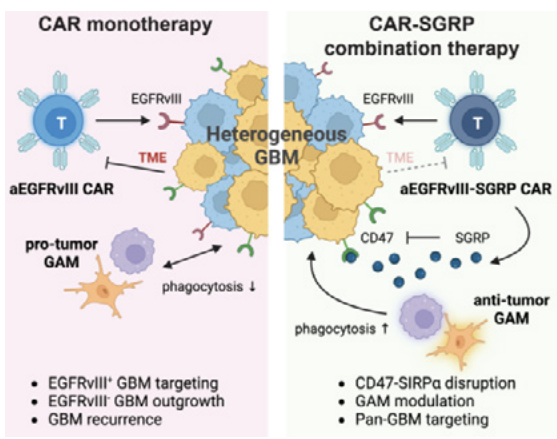 CAR monotherapy
EGFRvIII
T
TME
aEGFRvIII CAR
pro-tumor
GAM
phagocytosis ↓
• EGFRvIII⁺ GBM targeting
• EGFRvIII⁻ GBM outgrowth
• GBM recurrence
Heterogeneous
GBM
CAR-SGRP
combination therapy
EGFRvIII
T
TME
aEGFRvIII-SGRP CAR
CD47
SGRP
anti-tumor
GAM
phagocytosis ↑
• CD47-SIRPα disruption
• GAM modulation
• Pan-GBM targeting